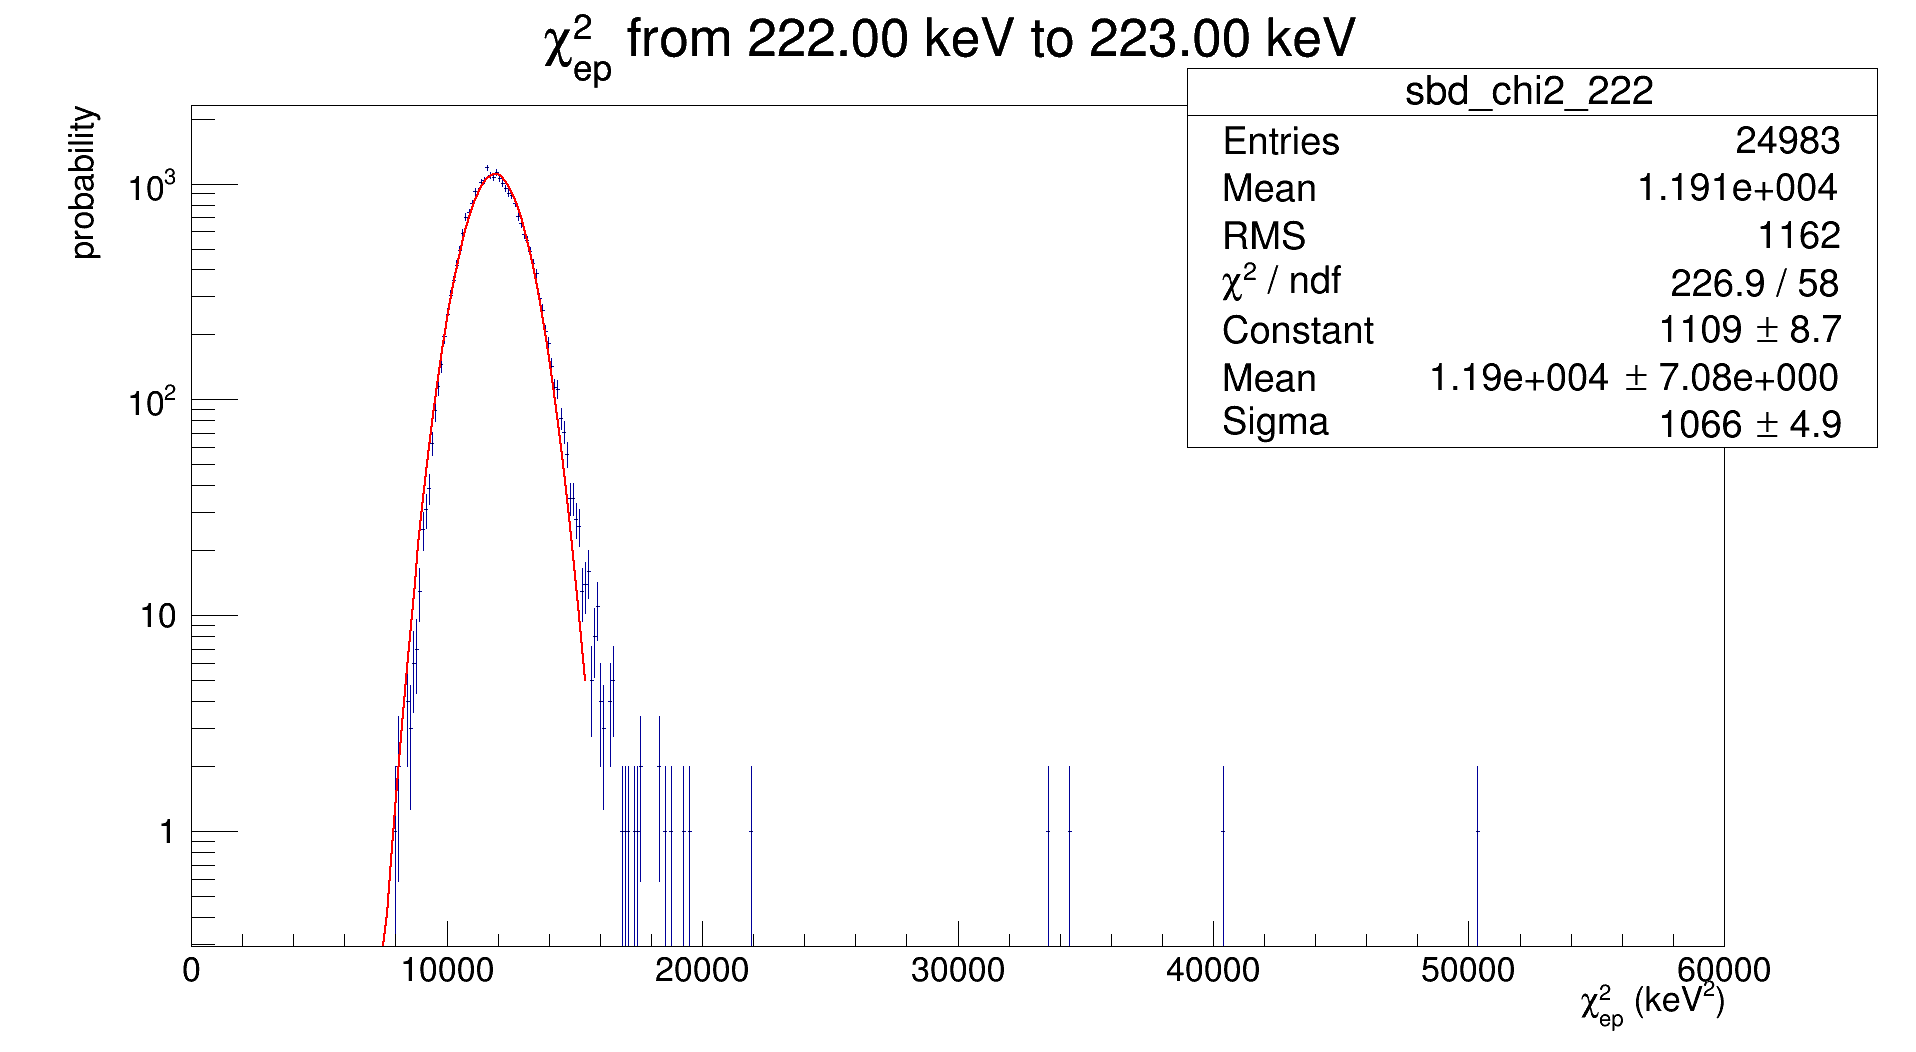 χ²ep from 222.00 keV to 223.00 keV
sbd_chi2_222
Entries 24983
Mean 1.191e+004
RMS 1162
χ² / ndf 226.9 / 58
Constant 1109 ± 8.7
Mean 1.19e+004 ± 7.08e+000
Sigma 1066 ± 4.9
probability
10³
10²
10
1
0 10000 20000 30000 40000 50000 60000
χ²ep (keV²)